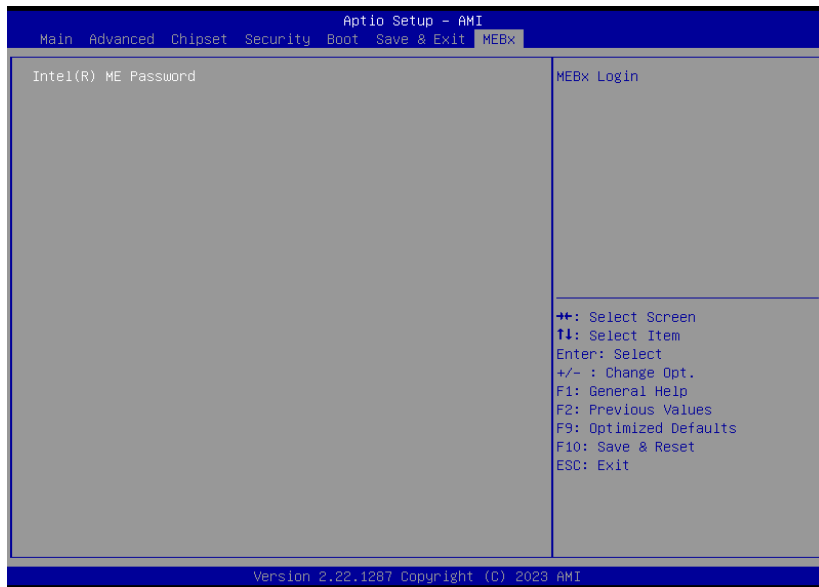 Aptio Setup – AMI
Main Advanced Chipset Security Boot Save & Exit MEBx
Intel(R) ME Password
MEBx Login
→←: Select Screen
↑↓: Select Item
Enter: Select
+/- : Change Opt.
F1: General Help
F2: Previous Values
F9: Optimized Defaults
F10: Save & Reset
ESC: Exit
Version 2.22.1287 Copyright (C) 2023 AMI